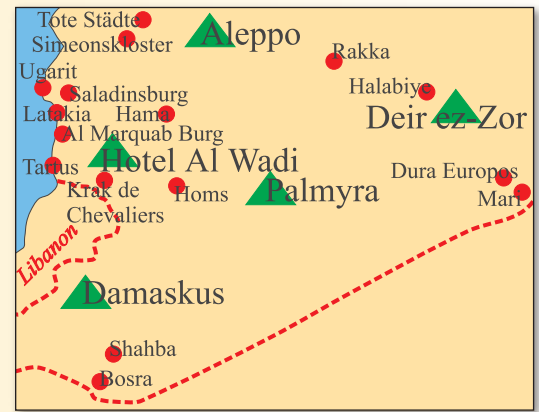 Tote Städte
Aleppo
Simeonskloster
Rakka
Ugarit
Halabiye
Saladinsburg
Latakia
Hama
Deir ez-Zor
Al Marquab Burg
Hotel Al Wadi
Tartus
Dura Europos
Krak de
Chevaliers
Homs
Palmyra
Mari
Libanon
Damaskus
Shahba
Bosra